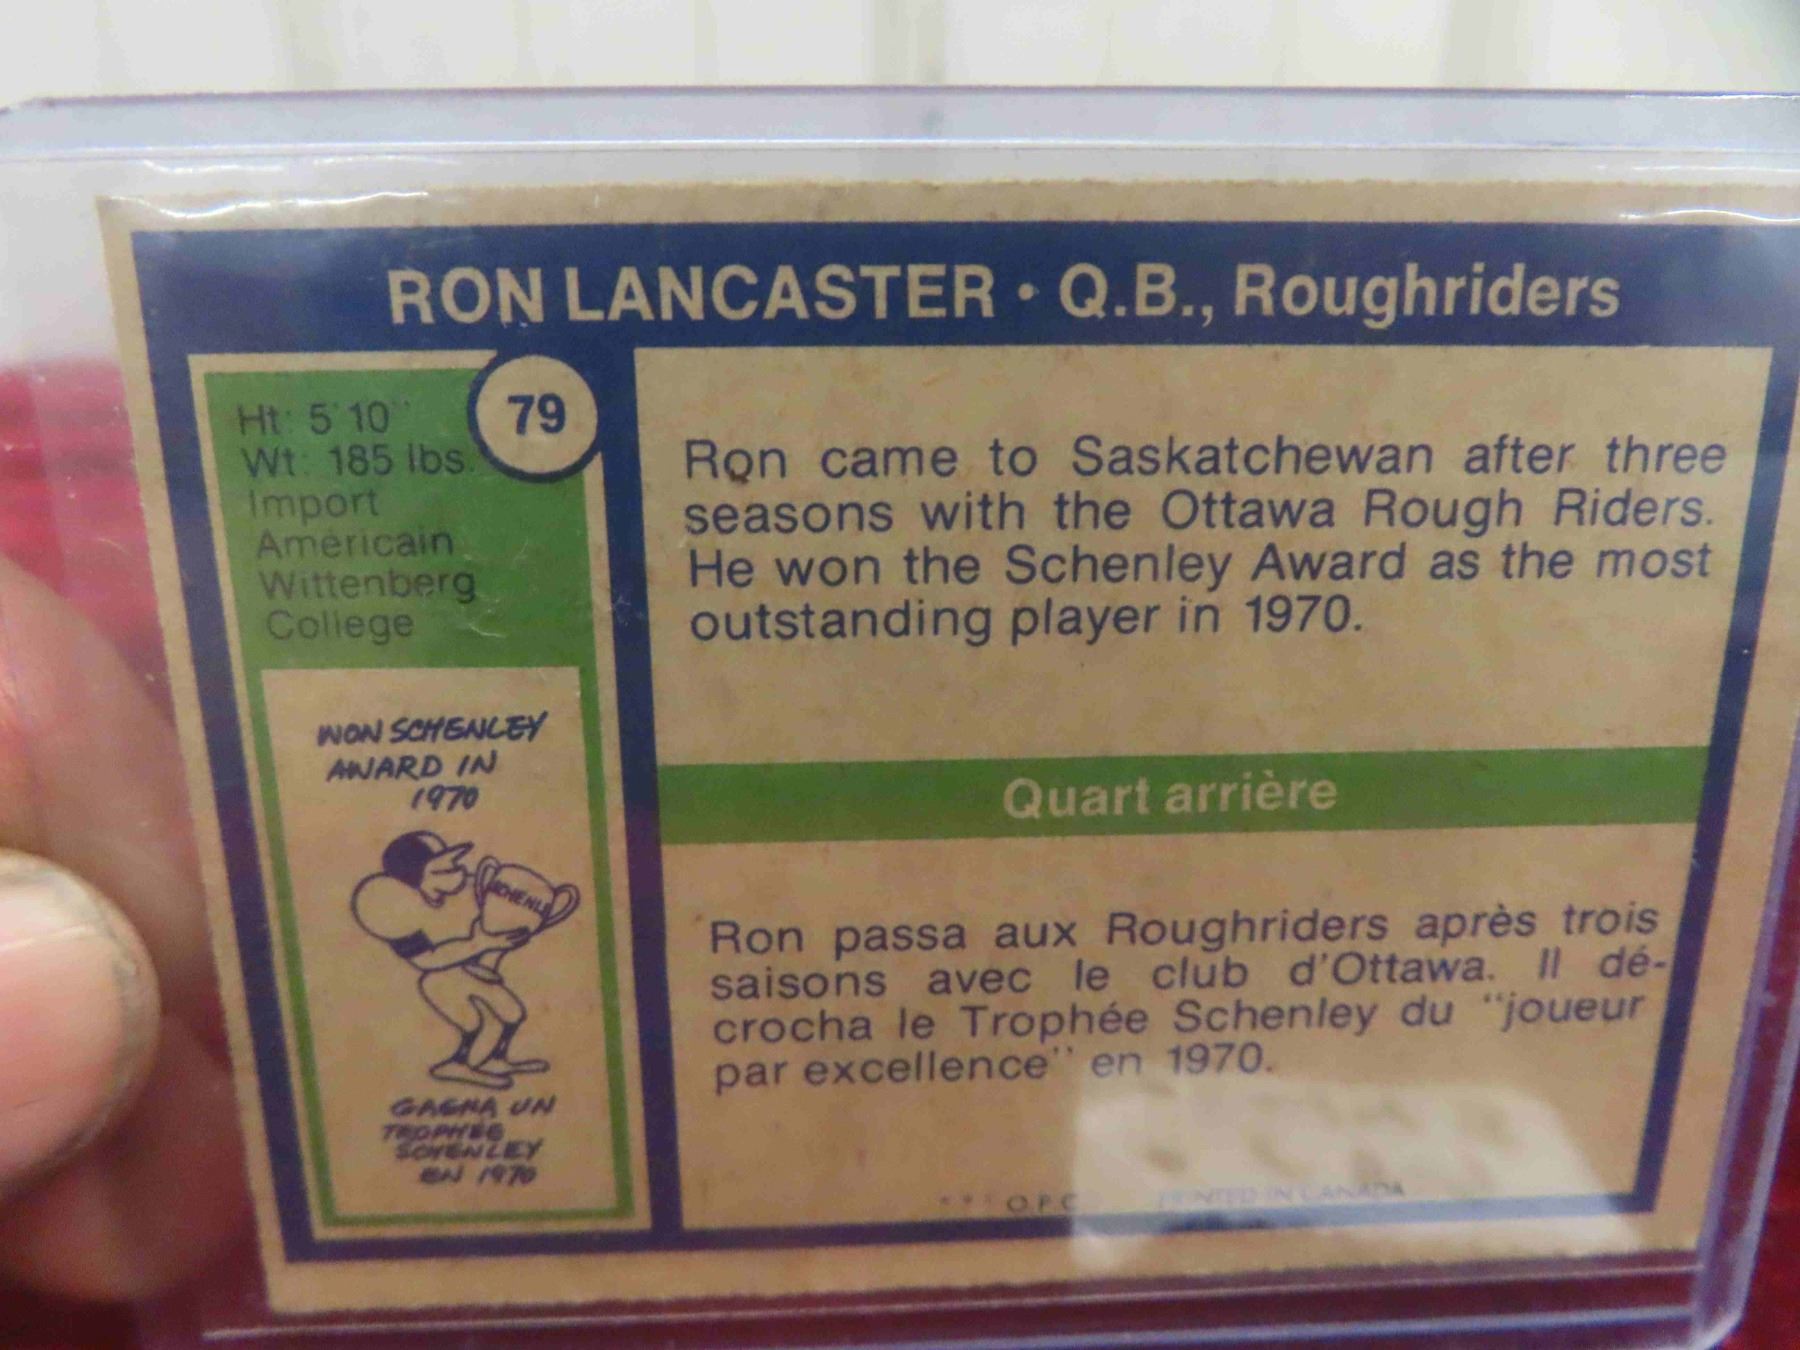 RON LANCASTER • Q.B., Roughriders
79
Ht: 5'10"
Wt: 185 lbs.
Import
Américain
Wittenberg
College
WON SCHENLEY
AWARD IN
1970
SCHENLE
GAGNA UN
TROPHÉE
SCHENLEY
EN 1970
Ron came to Saskatchewan after three
seasons with the Ottawa Rough Riders.
He won the Schenley Award as the most
outstanding player in 1970.
Quart arrière
Ron passa aux Roughriders après trois
saisons avec le club d'Ottawa. Il dé-
crocha le Trophée Schenley du "joueur
par excellence" en 1970.
* * * O.P.C. PRINTED IN CANADA